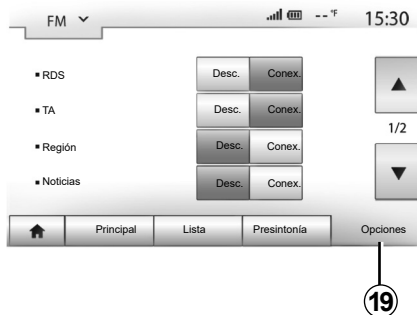 FM -- °F 15:30
RDS Desc. Conex.
TA Desc. Conex.
1/2
Región Desc. Conex.
Noticias Desc. Conex.
Principal Lista Presintonía Opciones
19